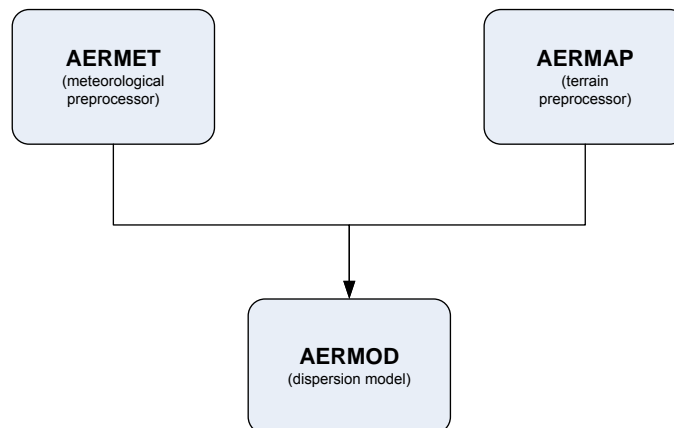 AERMET
(meteorological
preprocessor)
AERMAP
(terrain
preprocessor)
AERMOD
(dispersion model)